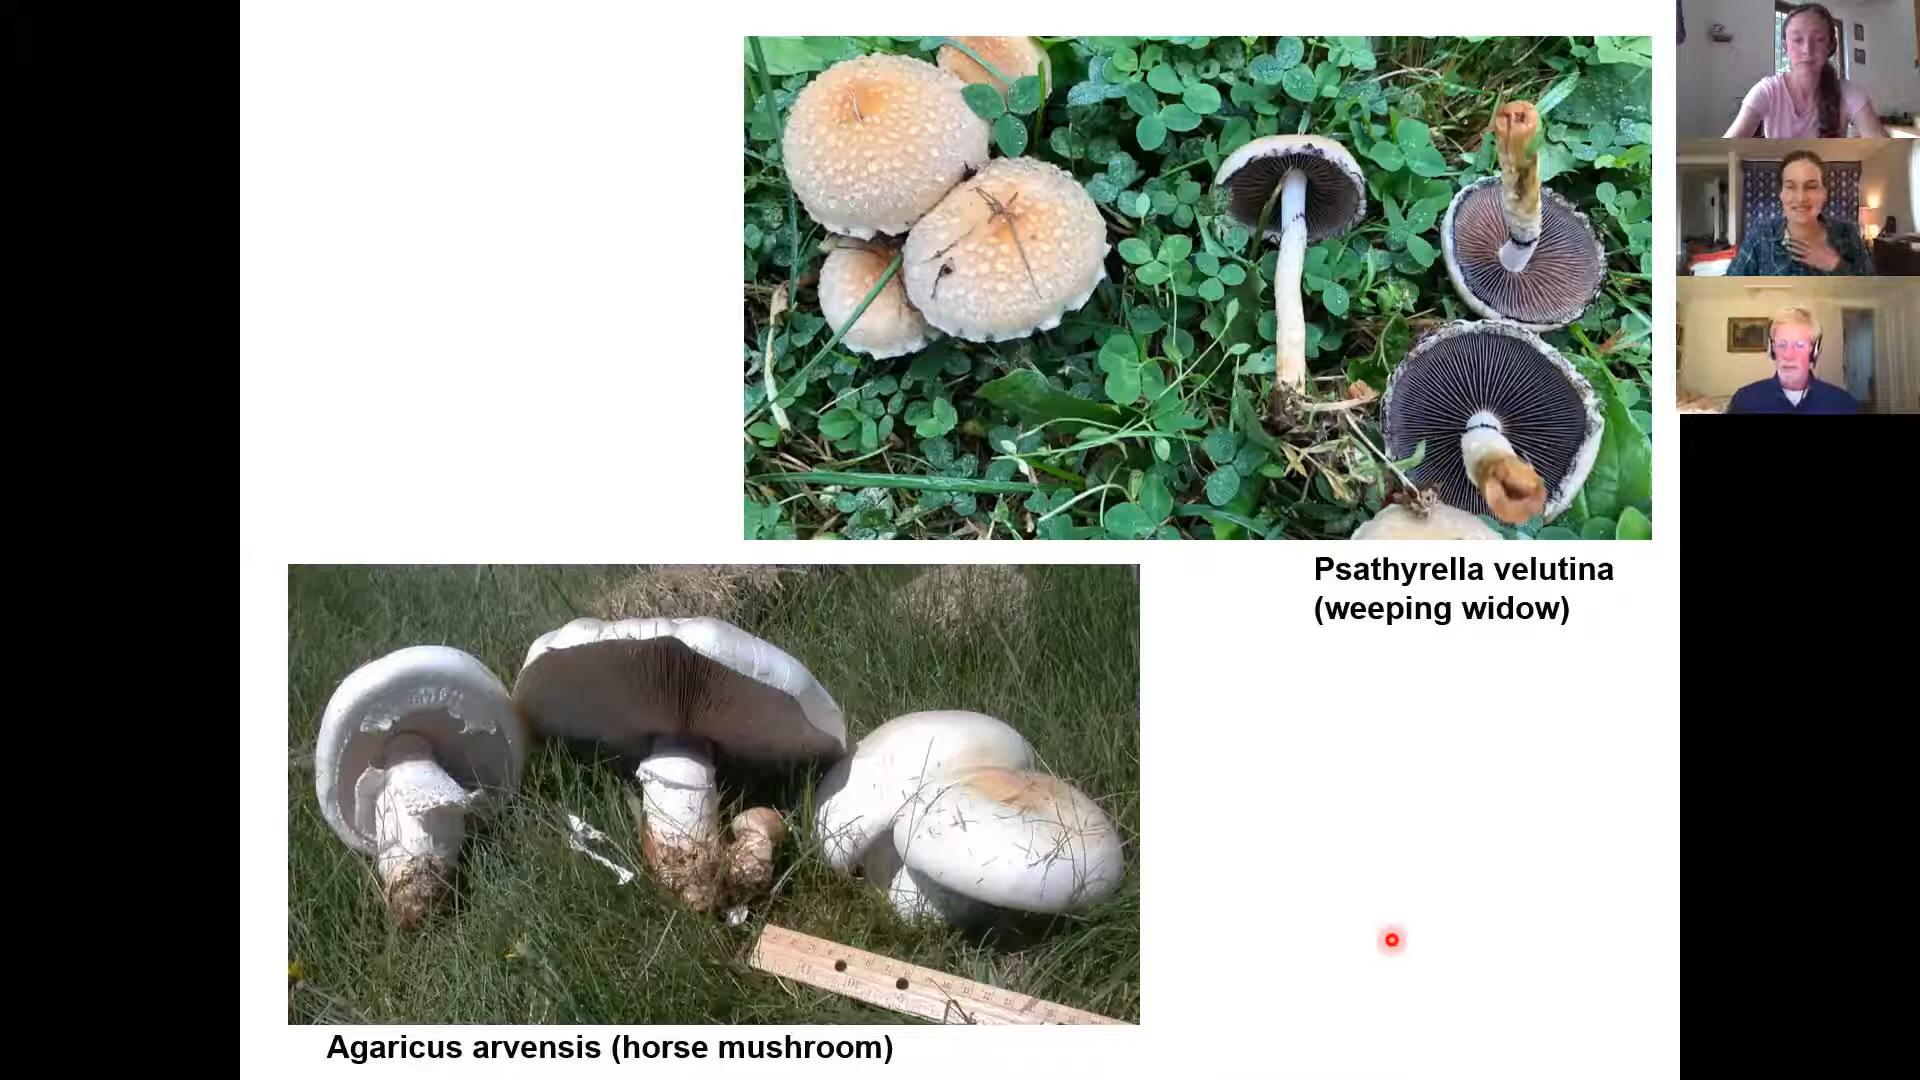 Psathyrella velutina
(weeping widow)
Agaricus arvensis (horse mushroom)